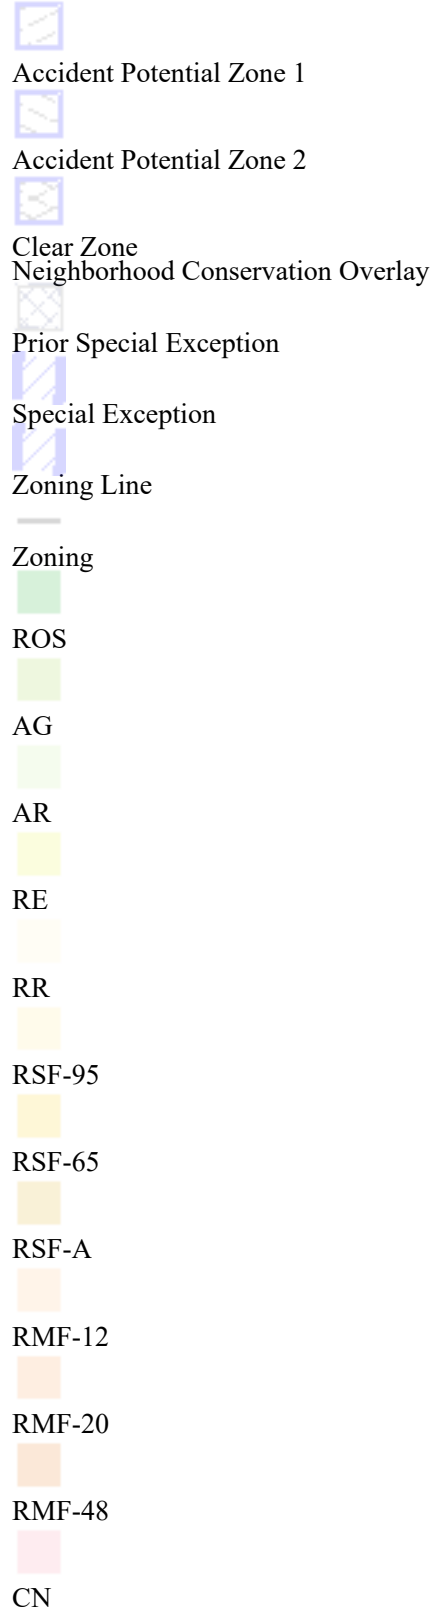 Accident Potential Zone 1
Accident Potential Zone 2
Clear Zone
Neighborhood Conservation Overlay
Prior Special Exception
Special Exception
Zoning Line
Zoning
ROS
AG
AR
RE
RR
RSF-95
RSF-65
RSF-A
RMF-12
RMF-20
RMF-48
CN